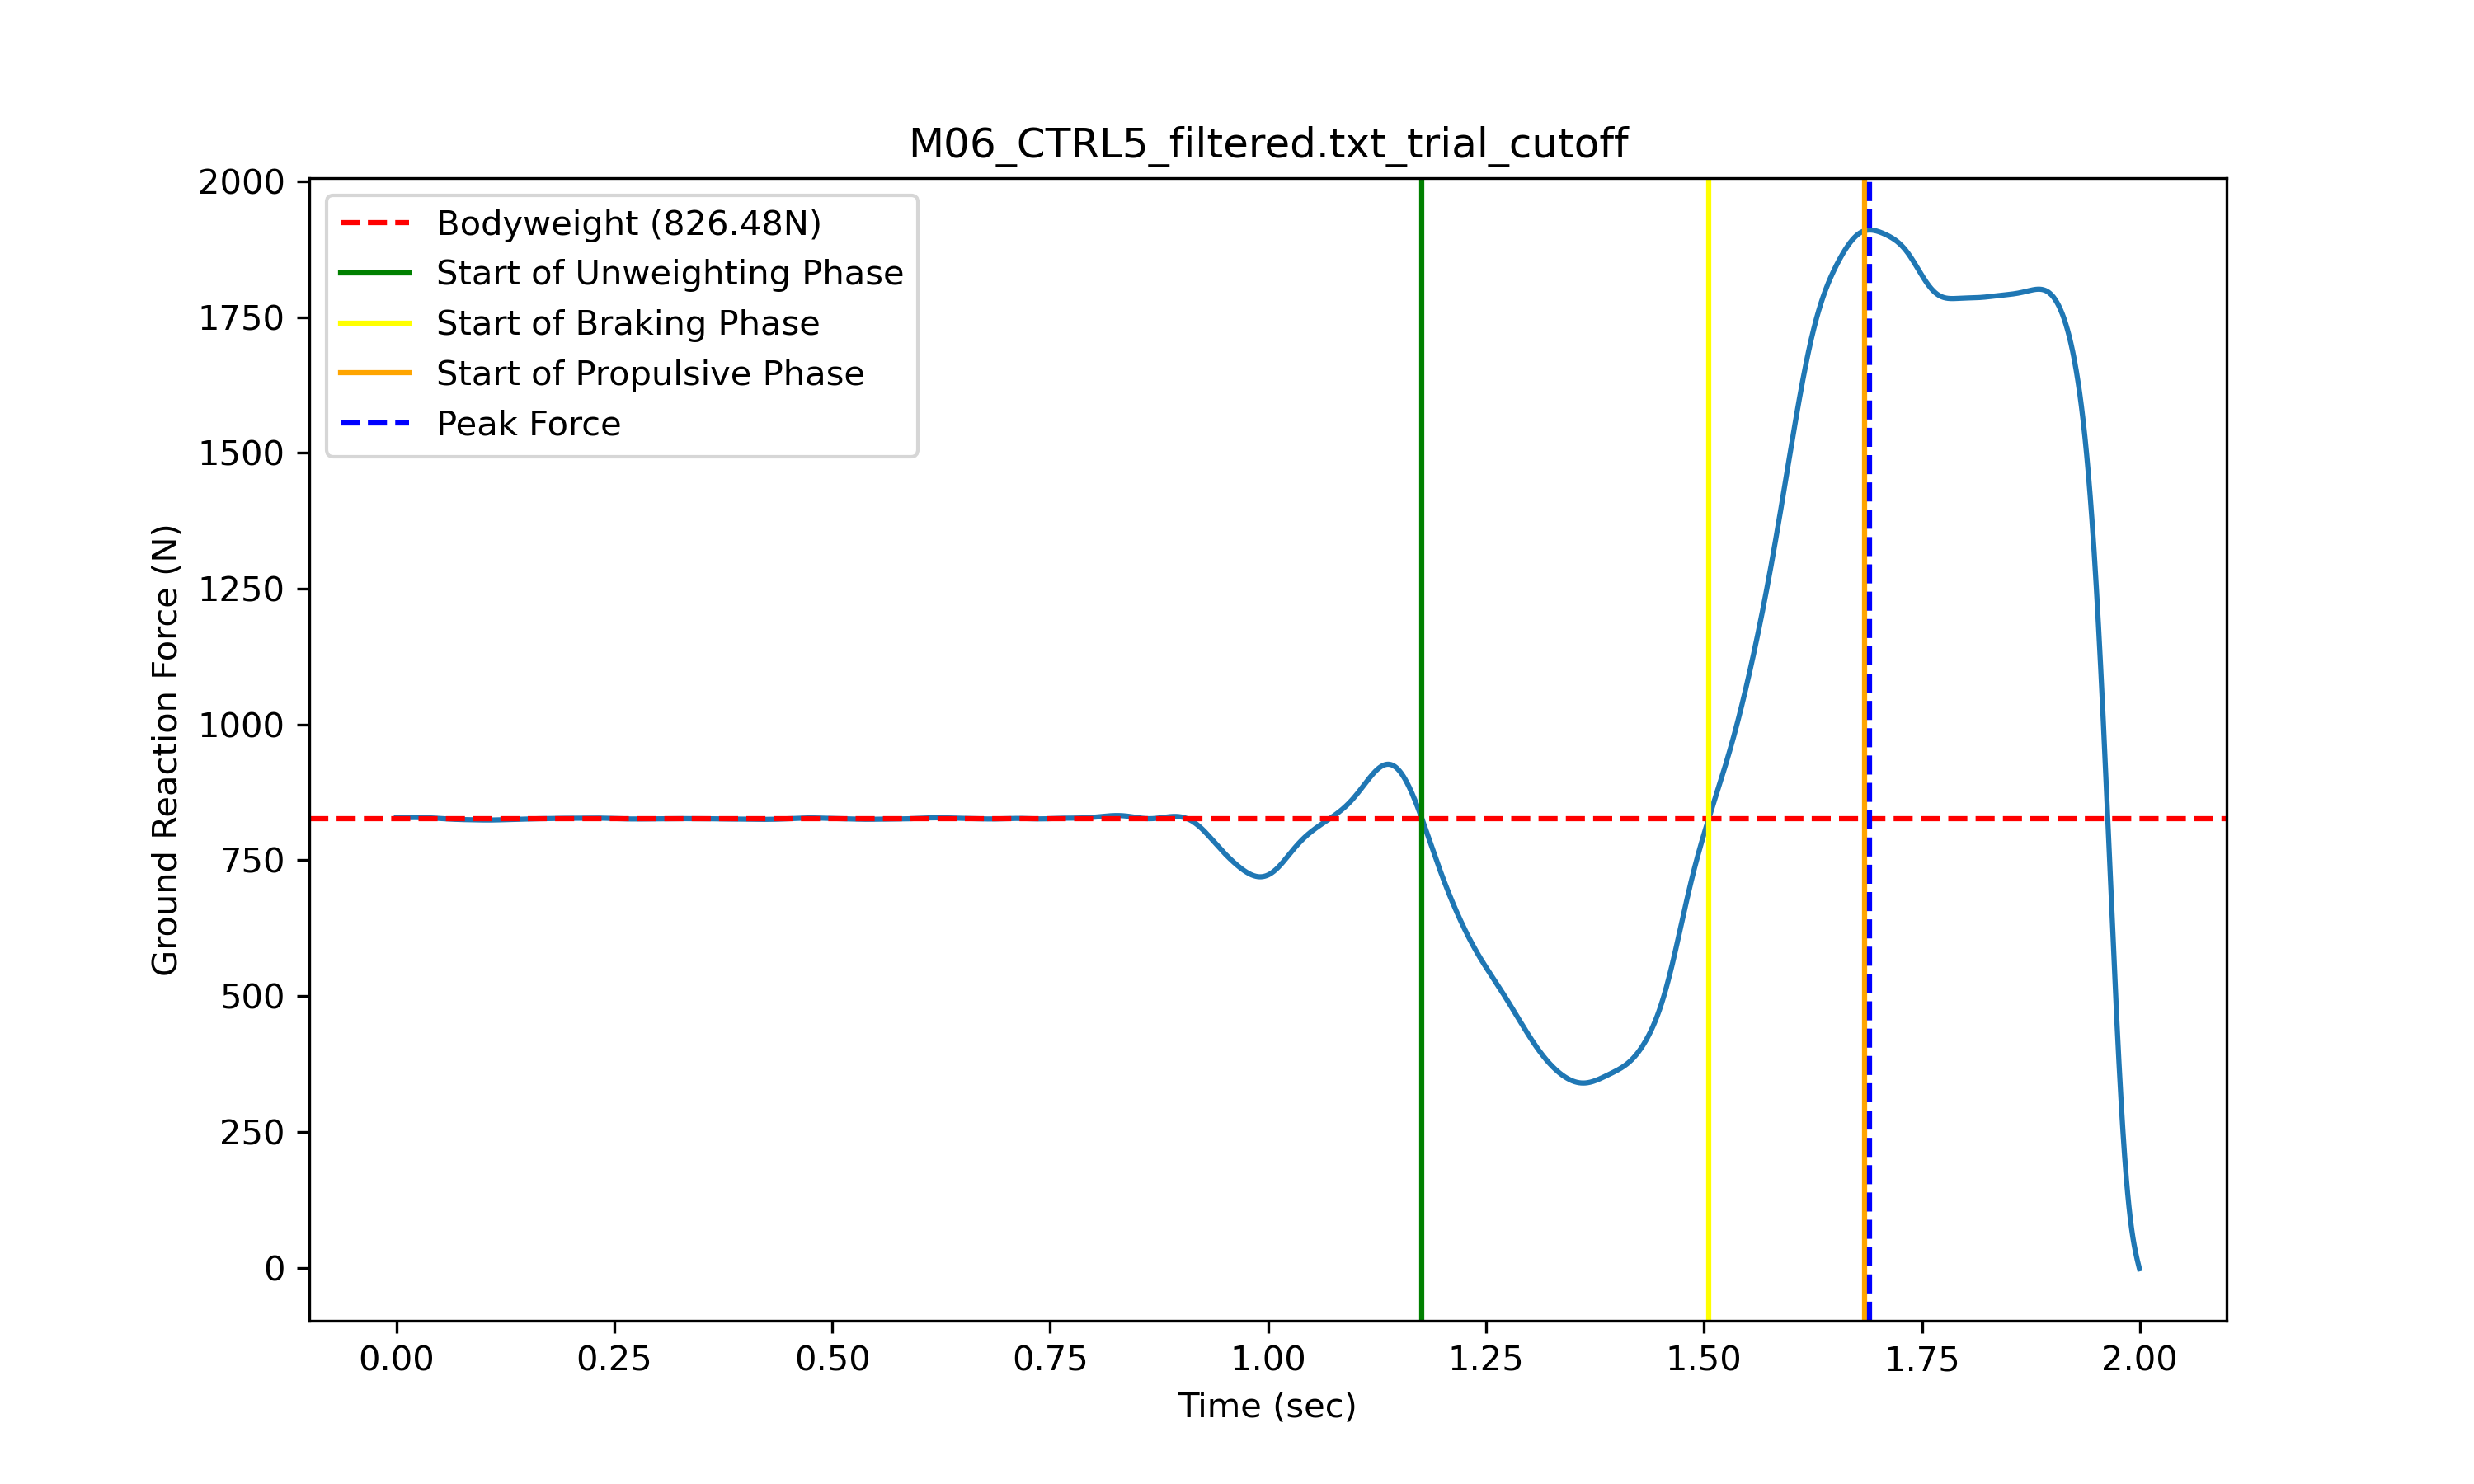 M06_CTRL5_filtered.txt_trial_cutoff
2000
1750
1500
1250
1000
750
500
250
0
Ground Reaction Force (N)
Bodyweight (826.48N)
Start of Unweighting Phase
Start of Braking Phase
Start of Propulsive Phase
Peak Force
0.00 0.25 0.50 0.75 1.00 1.25 1.50 1.75 2.00
Time (sec)